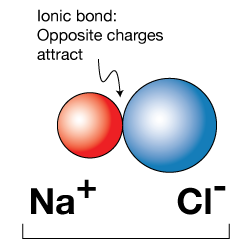 Ionic bond:
Opposite charges
attract
Na⁺ Cl⁻